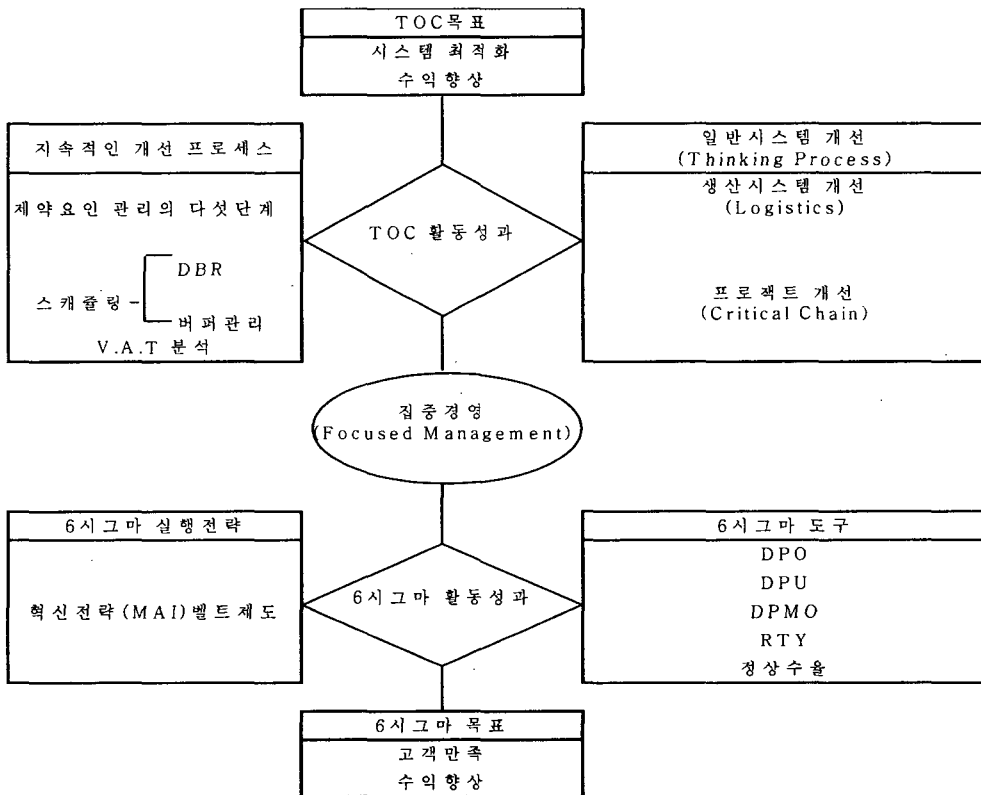 TOC목표
시스템 최적화
수익향상
지속적인 개선 프로세스
제약요인 관리의 다섯단계
DBR
스캐쥴링
버퍼관리
V.A.T 분석
TOC 활동성과
일반시스템 개선
(Thinking Process)
생산시스템 개선
(Logistics)
프로잭트 개선
(Critical Chain)
집중경영
(Focused Management)
6시그마 실행전략
혁신전략(MAI)벨트제도
6시그마 활동성과
6시그마 도구
DPO
DPU
DPMO
RTY
정상수율
6시그마 목표
고객만족
수익향상